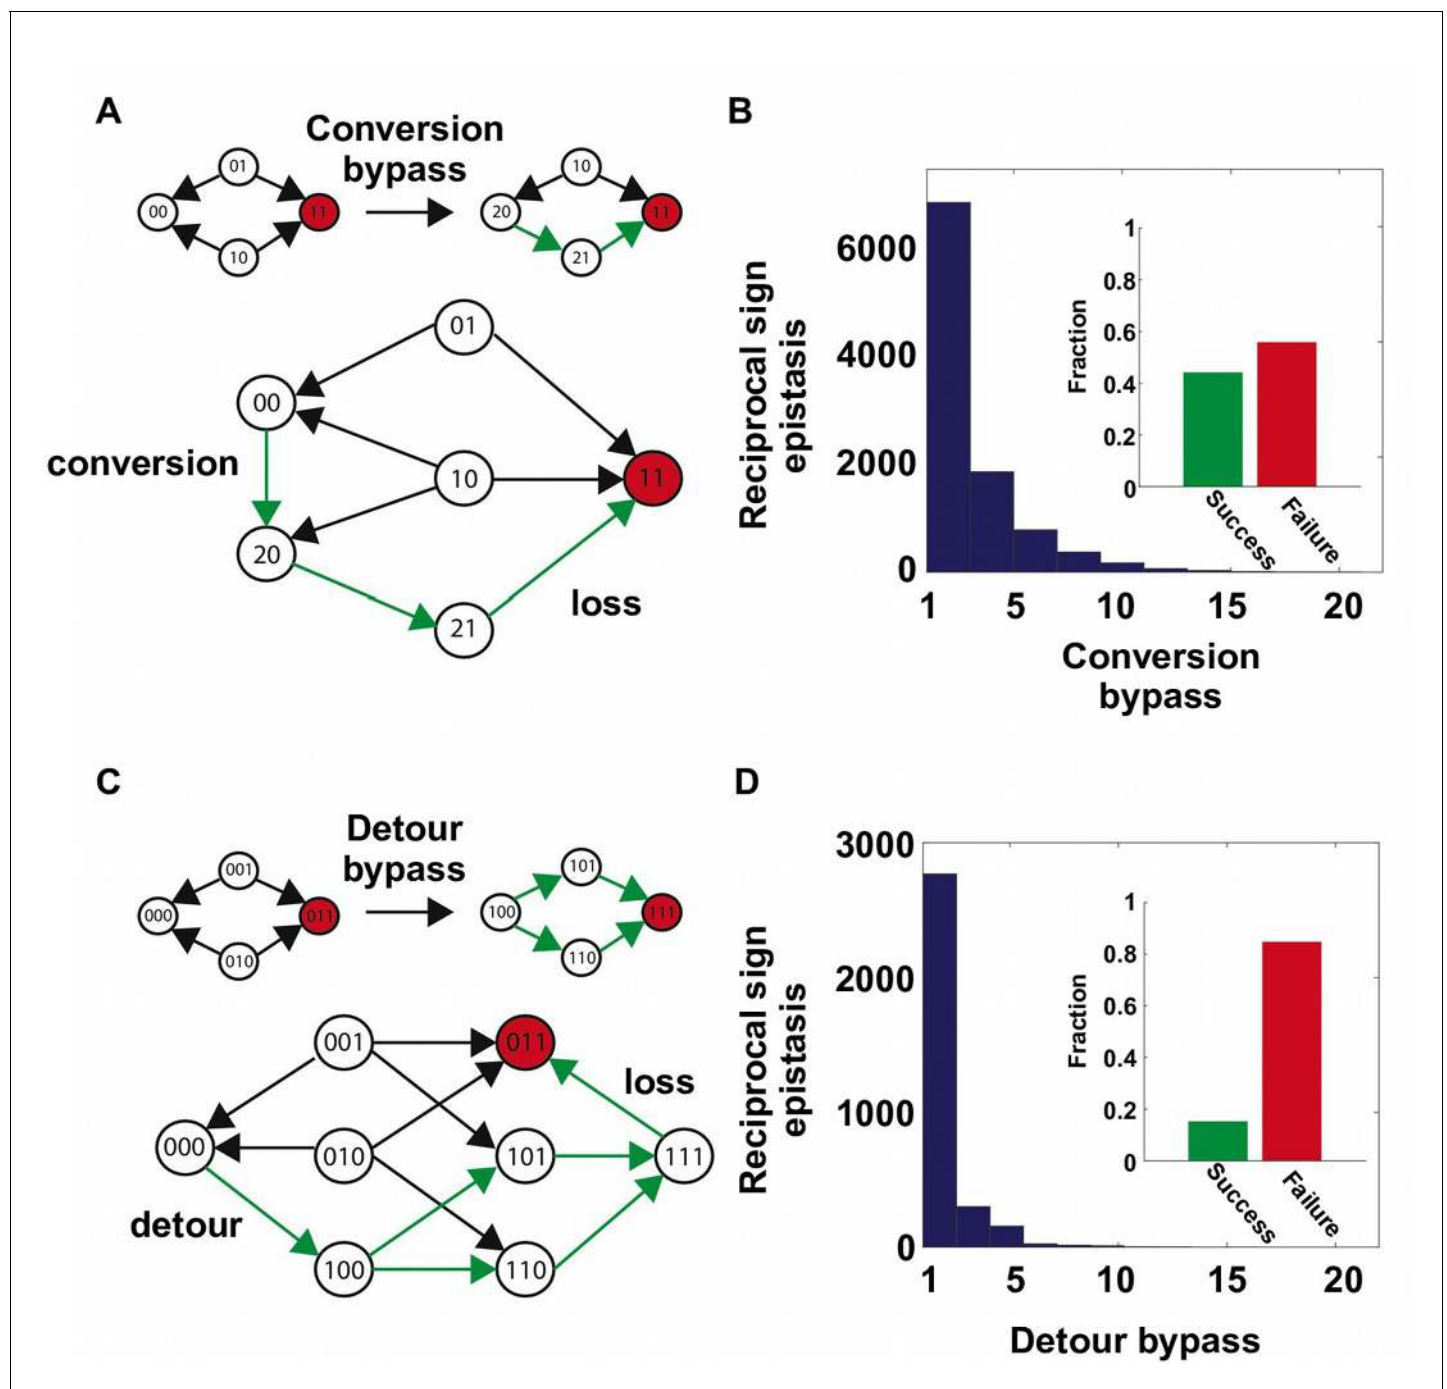 A
Conversion
bypass
01
00
11
10
10
20
11
21
01
00
conversion
10
11
20
loss
21
B
Reciprocal sign
epistasis
6000
4000
2000
0
1
5
10
15
20
Conversion
bypass
Fraction
1
0.8
0.6
0.4
0.2
0
Success
Failure
C
Detour
bypass
001
000
011
010
101
100
111
110
001
011
loss
000
010
101
111
detour
100
110
D
Reciprocal sign
epistasis
3000
2000
1000
0
1
5
10
15
20
Detour bypass
Fraction
1
0.8
0.6
0.4
0.2
0
Success
Failure